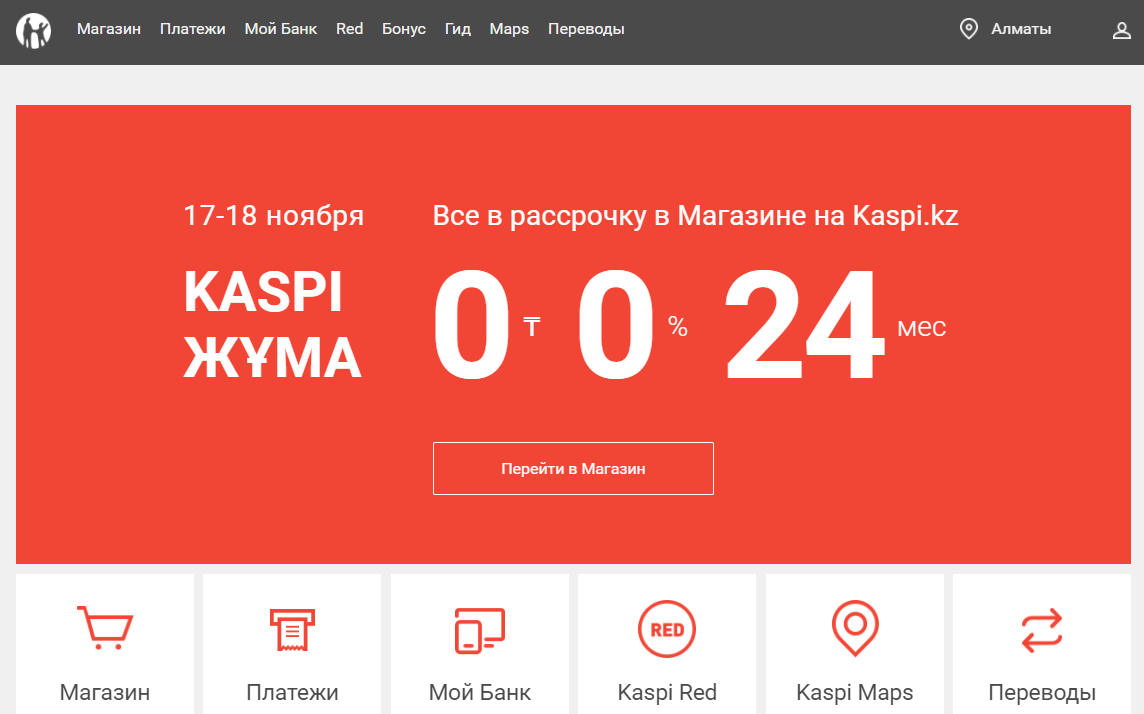 Магазин Платежи Мой Банк Red Бонус Гид Maps Переводы Алматы
17-18 ноября
KASPI
ЖҰМА
Все в рассрочку в Магазине на Kaspi.kz
0 ₸ 0 % 24 мес
Перейти в Магазин
RED
Магазин Платежи Мой Банк Kaspi Red Kaspi Maps Переводы